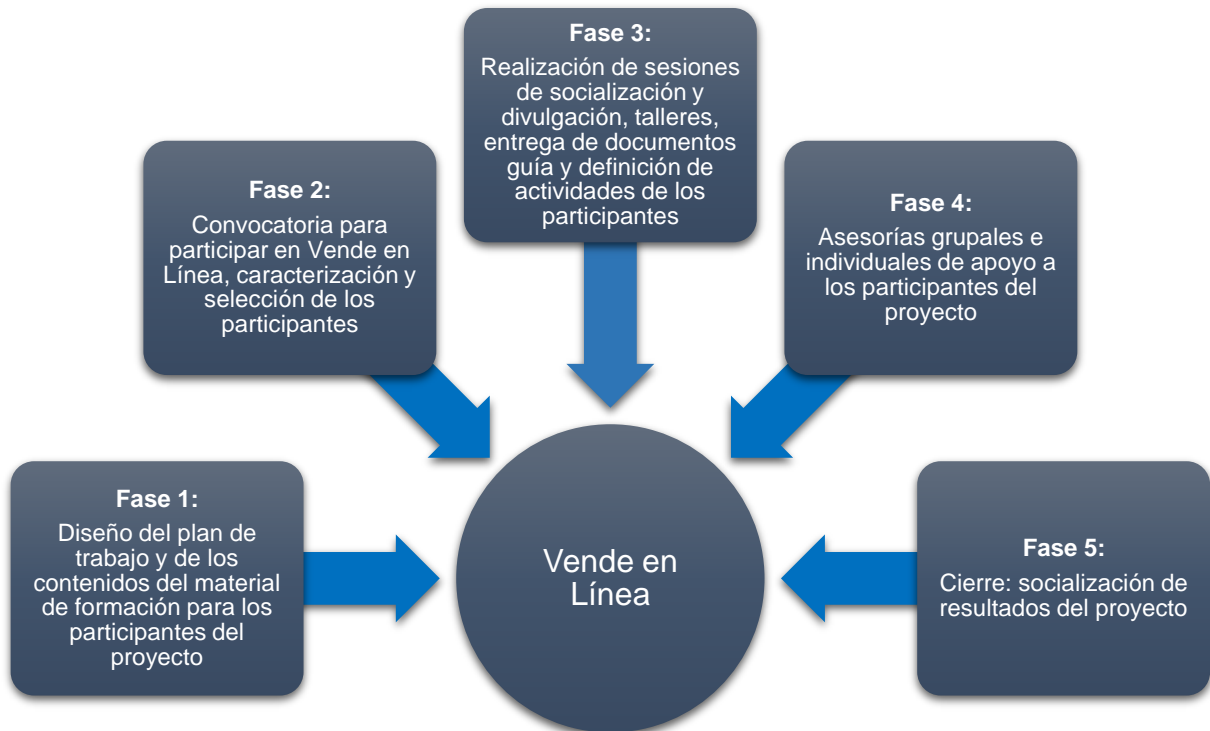 Fase 1:
Diseño del plan de
trabajo y de los
contenidos del material
de formación para los
participantes del
proyecto
Fase 2:
Convocatoria para
participar en Vende en
Línea, caracterización y
selección de los
participantes
Fase 3:
Realización de sesiones
de socialización y
divulgación, talleres,
entrega de documentos
guía y definición de
actividades de los
participantes
Fase 4:
Asesorías grupales e
individuales de apoyo a
los participantes del
proyecto
Fase 5:
Cierre: socialización de
resultados del proyecto
Vende en
Línea